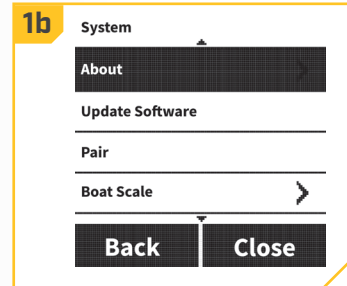 1b
System
About
Update Software
Pair
Boat Scale
Back Close